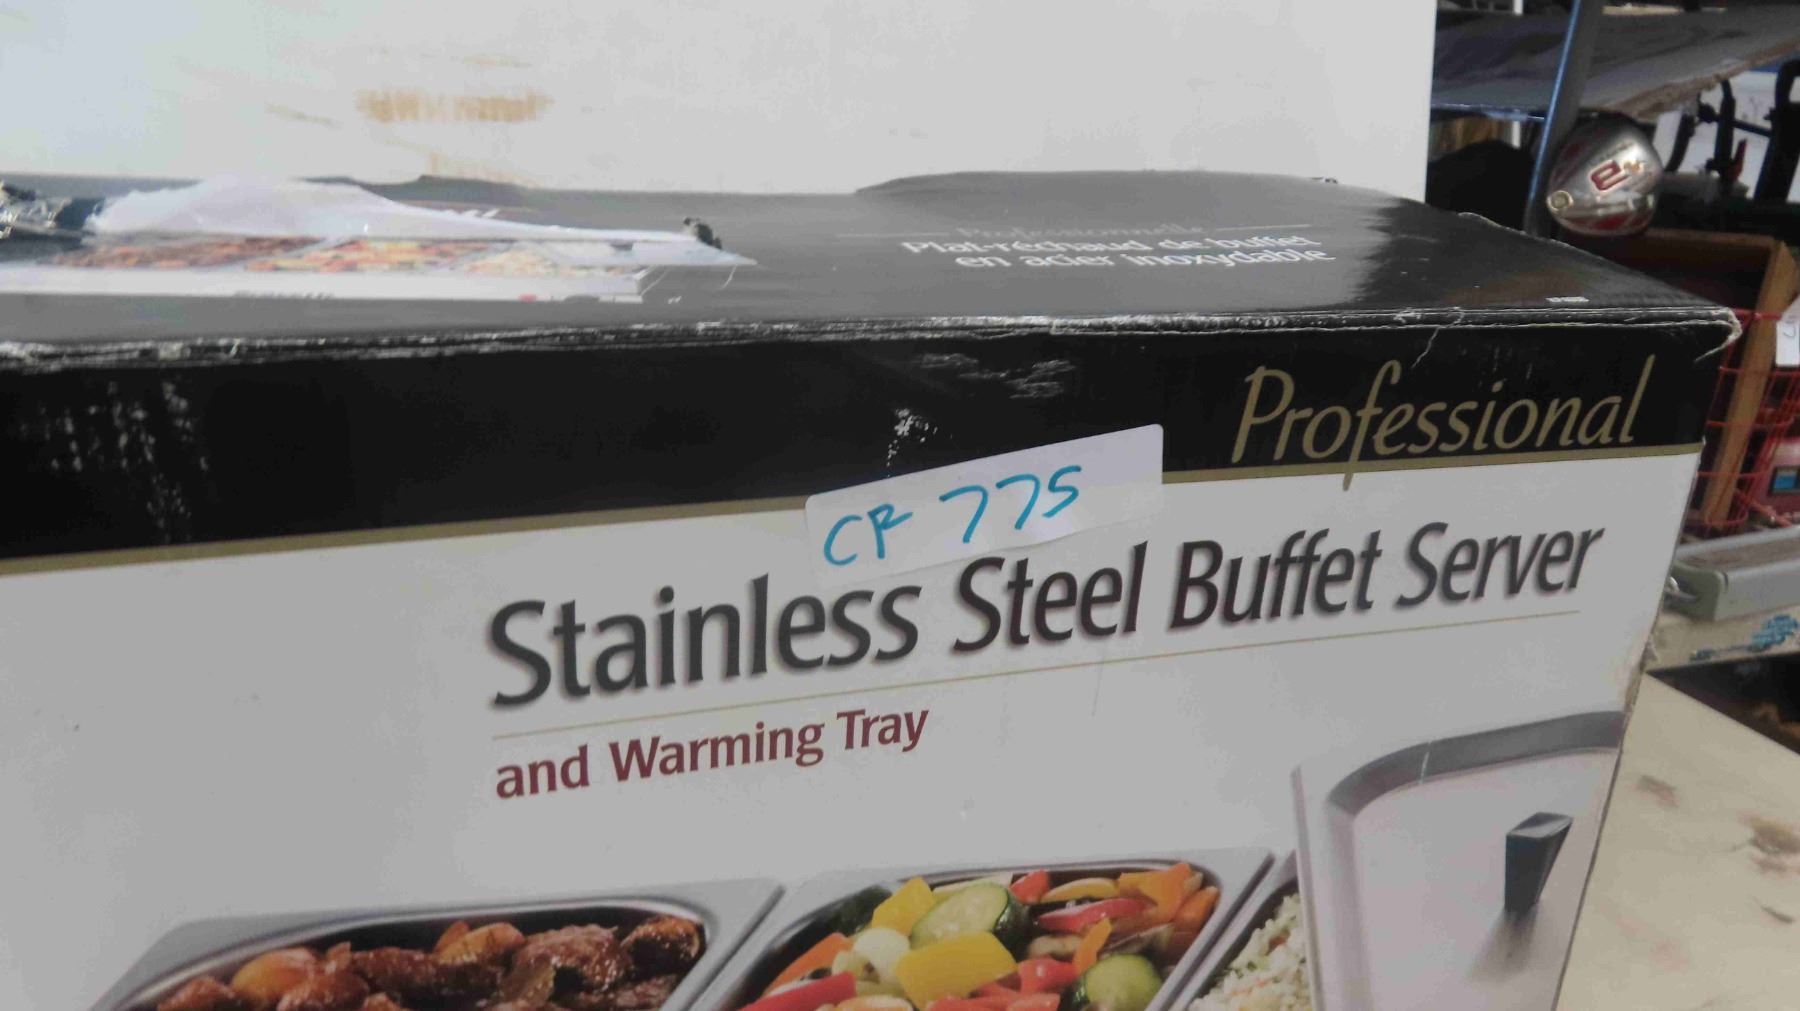 Professionnelle
Plat-réchaud de buffet
en acier inoxydable
Professional
CR 775
Stainless Steel Buffet Server
and Warming Tray